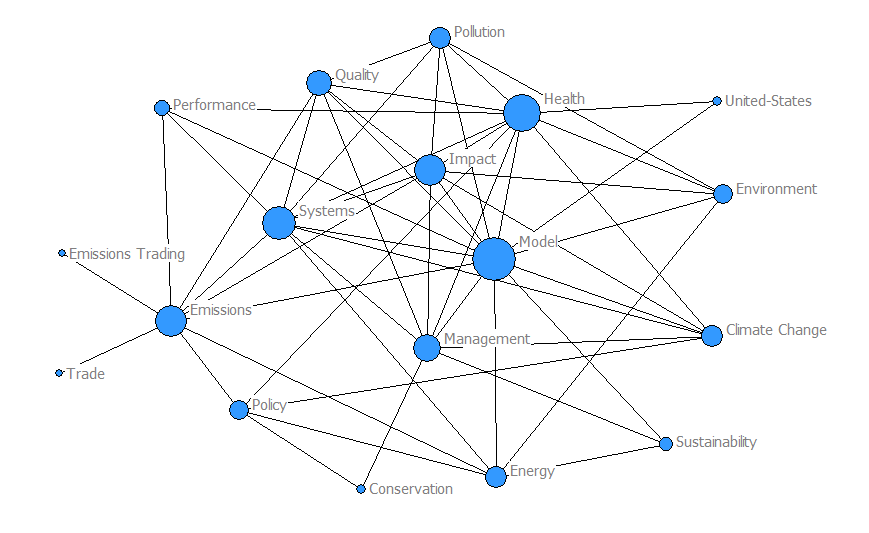 Pollution
Quality
Health
Performance
United-States
Impact
Environment
Systems
Model
Emissions Trading
Emissions
Climate Change
Management
Trade
Policy
Sustainability
Energy
Conservation